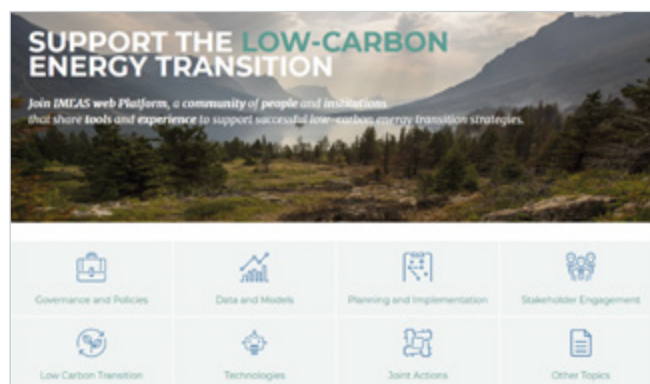 SUPPORT THE LOW-CARBON
ENERGY TRANSITION
Join IMEAS web Platform, a community of people and institutions
that share tools and experience to support successful low-carbon energy transition strategies.
Governance and Policies
Data and Models
Planning and Implementation
Stakeholder Engagement
Low Carbon Transition
Technologies
Joint Actions
Other Topics